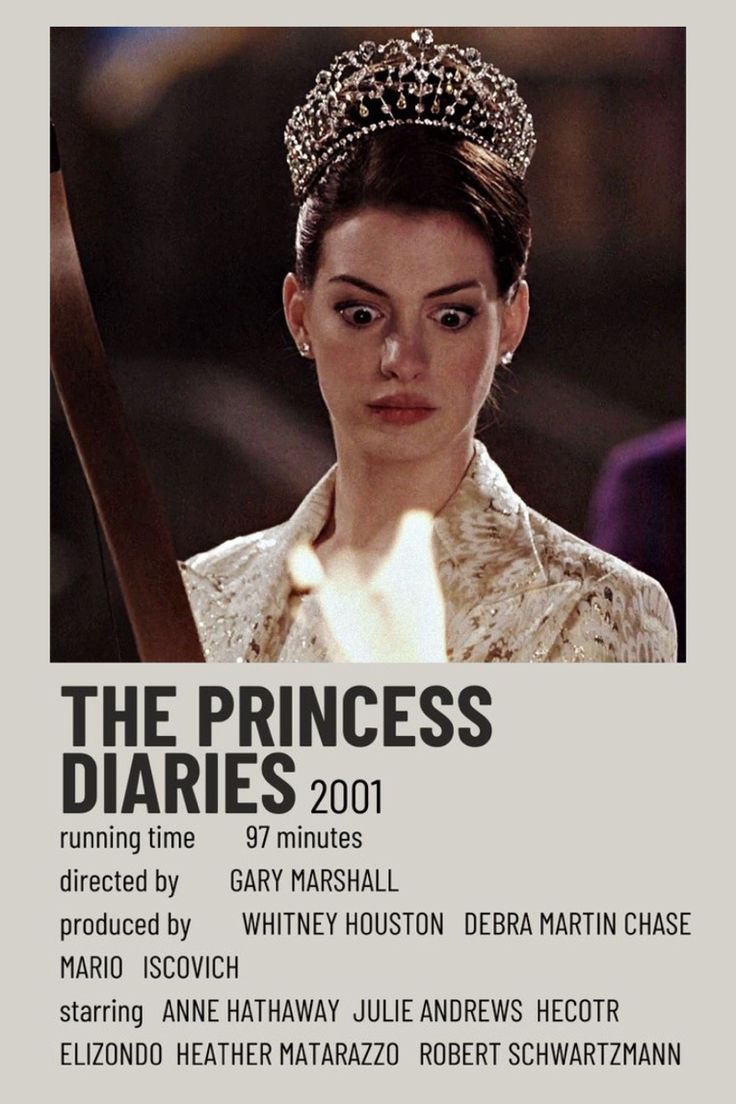 THE PRINCESS
DIARIES 2001
running time 97 minutes
directed by GARY MARSHALL
produced by WHITNEY HOUSTON DEBRA MARTIN CHASE
MARIO ISCOVICH
starring ANNE HATHAWAY JULIE ANDREWS HECOTR
ELIZONDO HEATHER MATARAZZO ROBERT SCHWARTZMANN